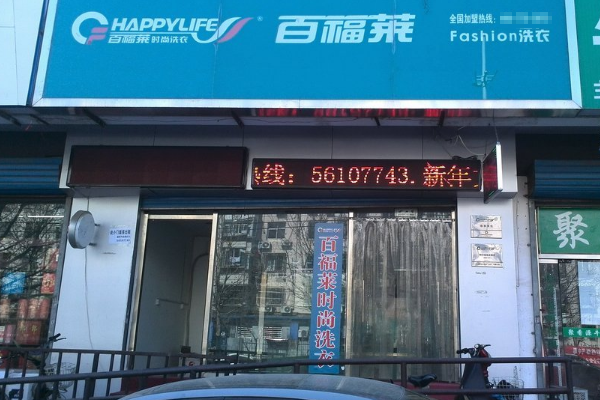 HAPPYLIFE
百福莱时尚洗衣
百福莱
全国加盟热线:
Fashion洗衣
热线: 56107743.新年
百福莱时尚洗衣
聚